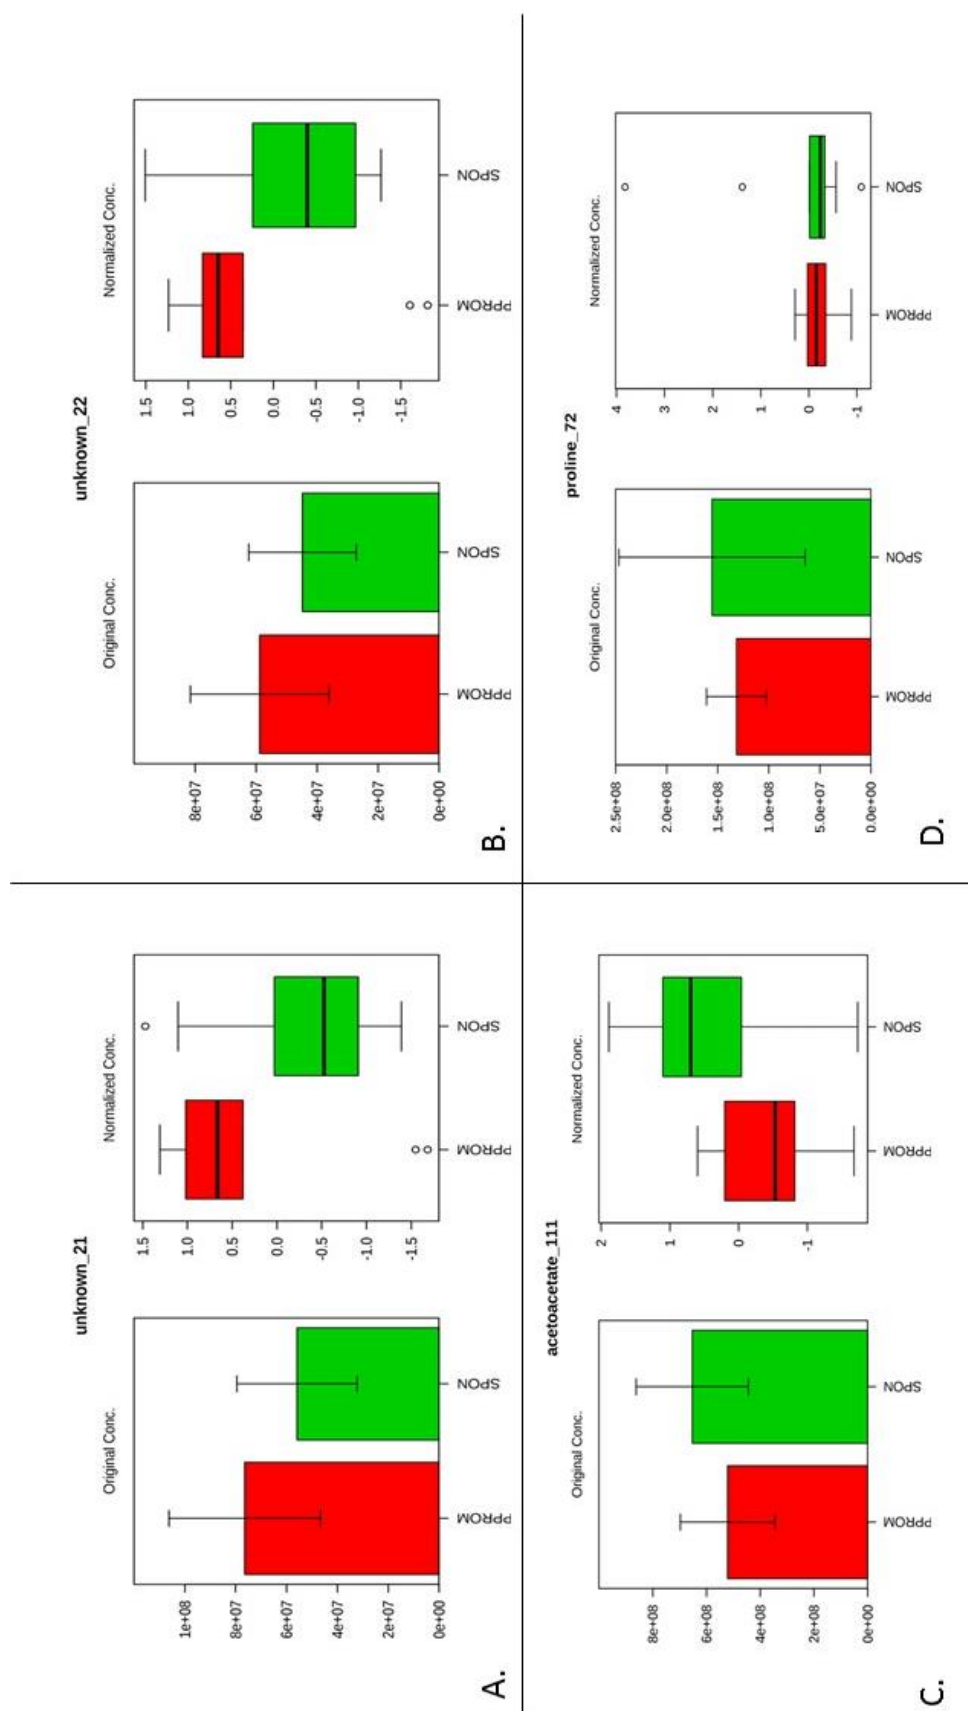 A.
unknown_21
Original Conc.
1e+08
8e+07
6e+07
4e+07
2e+07
0e+00
PPROM
SPON
Normalized Conc.
1.5
1.0
0.5
0.0
-0.5
-1.0
-1.5
PPROM
SPON
B.
unknown_22
Original Conc.
8e+07
6e+07
4e+07
2e+07
0e+00
PPROM
SPON
Normalized Conc.
1.5
1.0
0.5
0.0
-0.5
-1.0
-1.5
PPROM
SPON
C.
acetoacetate_111
Original Conc.
8e+08
6e+08
4e+08
2e+08
0e+00
PPROM
SPON
Normalized Conc.
2
1
0
-1
PPROM
SPON
D.
proline_72
Original Conc.
2.5e+08
2.0e+08
1.5e+08
1.0e+08
5.0e+07
0.0e+00
PPROM
SPON
Normalized Conc.
4
3
2
1
0
-1
PPROM
SPON